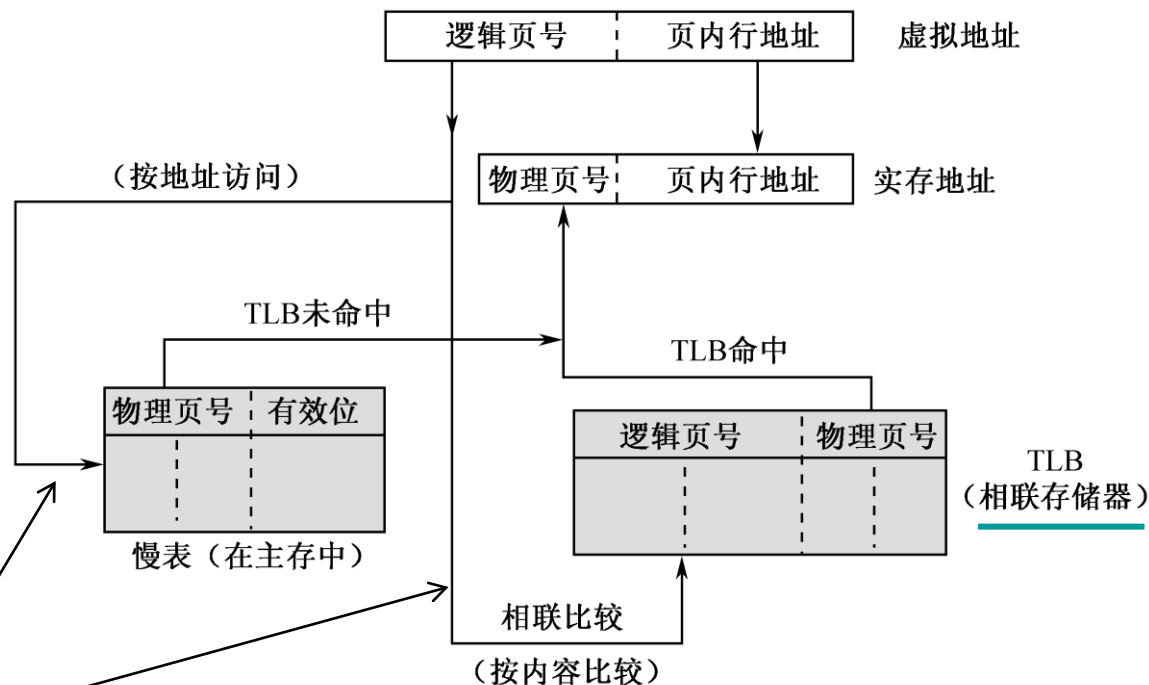 逻辑页号 页内行地址 虚拟地址
(按地址访问)
物理页号 页内行地址 实存地址
TLB未命中
TLB命中
物理页号 有效位
逻辑页号 物理页号
TLB
(相联存储器)
慢表(在主存中)
相联比较
(按内容比较)